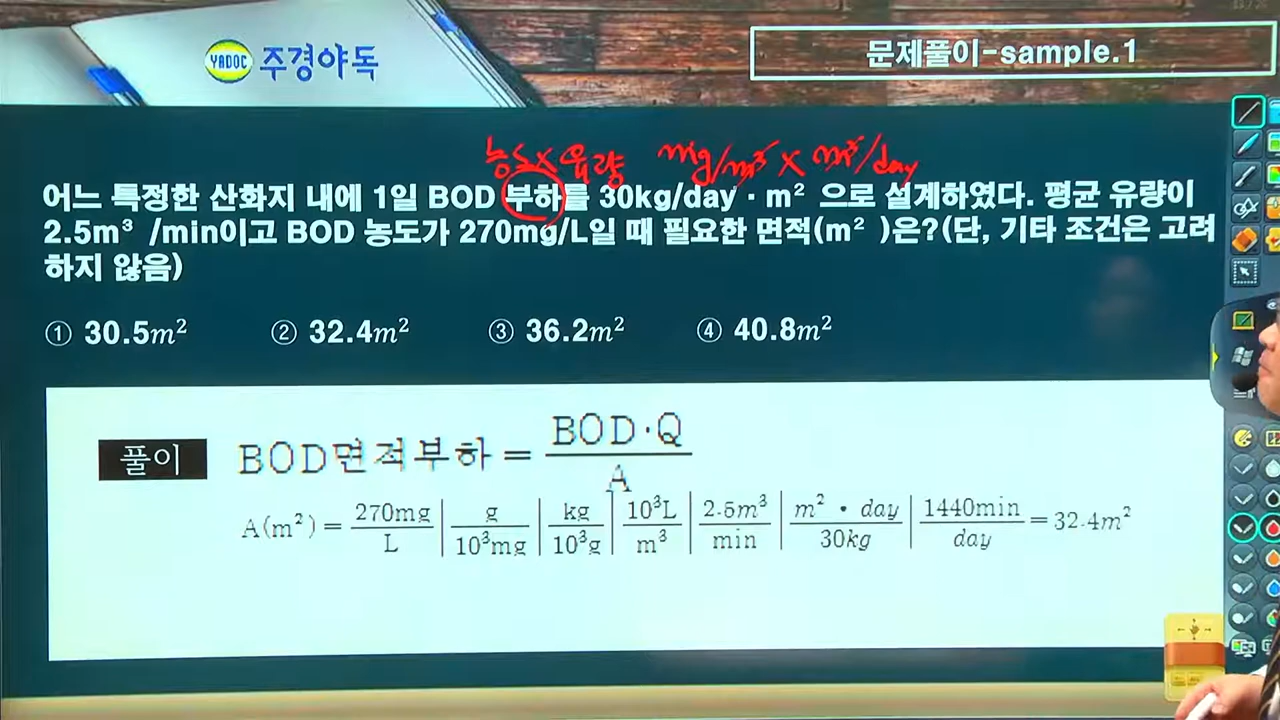 YADOC 주경야독
문제풀이-sample.1
농도×유량 mg/m³ × m³/day
어느 특정한 산화지 내에 1일 BOD 부하를 30kg/day · m² 으로 설계하였다. 평균 유량이
2.5m³ /min이고 BOD 농도가 270mg/L일 때 필요한 면적(m² )은?(단, 기타 조건은 고려
하지 않음)
① 30.5m² ② 32.4m² ③ 36.2m² ④ 40.8m²
풀이 BOD면적부하 = BOD·Q / A
A(m²) = 270mg/L | g/10³mg | kg/10³g | 10³L/m³ | 2.5m³/min | m² · day/30kg | 1440min/day = 32.4m²